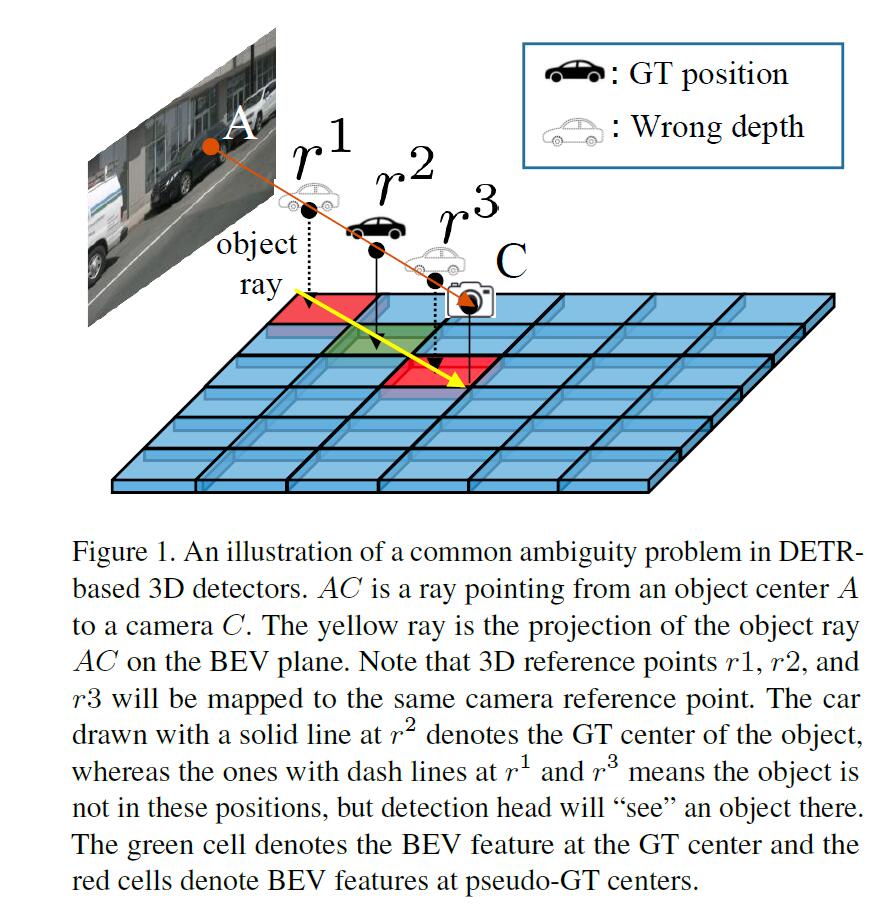 A
r¹
r²
r³
C
object
ray
: GT position
: Wrong depth
Figure 1. An illustration of a common ambiguity problem in DETR-
based 3D detectors. AC is a ray pointing from an object center A
to a camera C. The yellow ray is the projection of the object ray
AC on the BEV plane. Note that 3D reference points r1, r2, and
r3 will be mapped to the same camera reference point. The car
drawn with a solid line at r² denotes the GT center of the object,
whereas the ones with dash lines at r¹ and r³ means the object is
not in these positions, but detection head will “see” an object there.
The green cell denotes the BEV feature at the GT center and the
red cells denote BEV features at pseudo-GT centers.